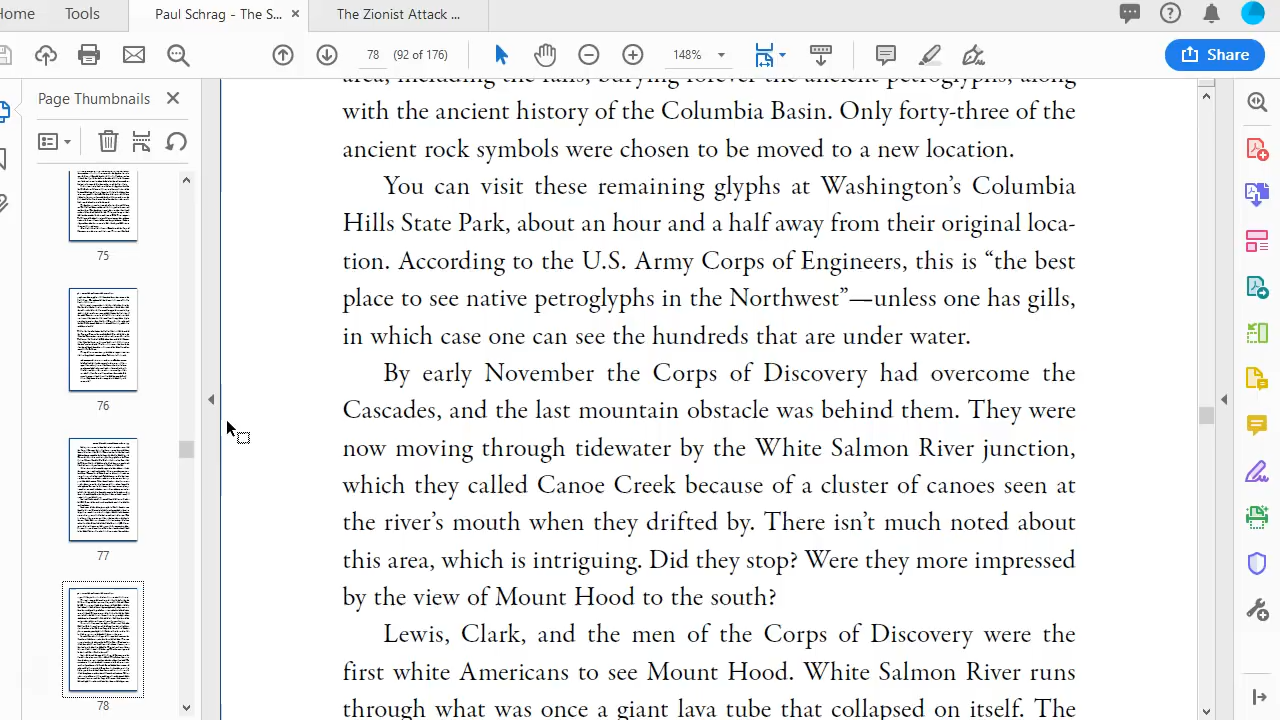 Home
Tools
Paul Schrag - The S...
The Zionist Attack ...
78
(92 of 176)
148%
Share
Page Thumbnails
75
76
77
78
area, including the falls, burying forever the ancient petroglyphs, along
with the ancient history of the Columbia Basin. Only forty-three of the
ancient rock symbols were chosen to be moved to a new location.
You can visit these remaining glyphs at Washington’s Columbia
Hills State Park, about an hour and a half away from their original loca-
tion. According to the U.S. Army Corps of Engineers, this is “the best
place to see native petroglyphs in the Northwest”—unless one has gills,
in which case one can see the hundreds that are under water.
By early November the Corps of Discovery had overcome the
Cascades, and the last mountain obstacle was behind them. They were
now moving through tidewater by the White Salmon River junction,
which they called Canoe Creek because of a cluster of canoes seen at
the river’s mouth when they drifted by. There isn’t much noted about
this area, which is intriguing. Did they stop? Were they more impressed
by the view of Mount Hood to the south?
Lewis, Clark, and the men of the Corps of Discovery were the
first white Americans to see Mount Hood. White Salmon River runs
through what was once a giant lava tube that collapsed on itself. The